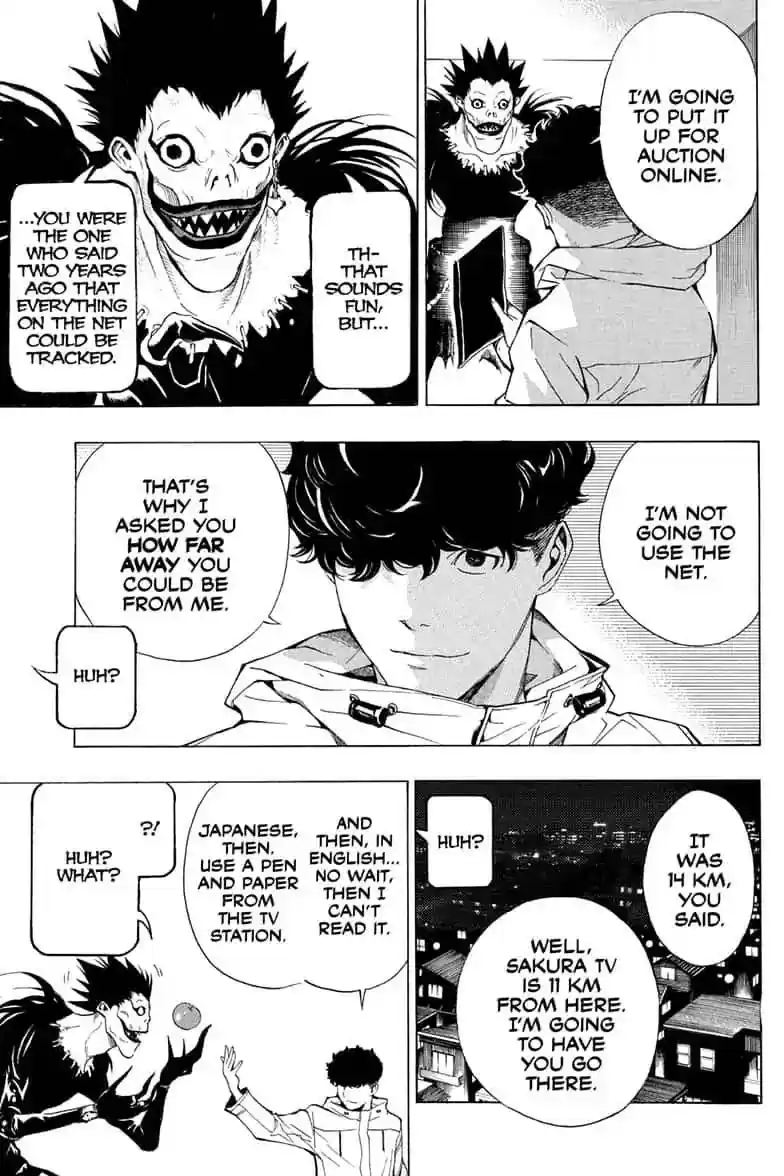 I'M GOING
TO PUT IT
UP FOR
AUCTION
ONLINE.
TH-
THAT
SOUNDS
FUN,
BUT...
...YOU WERE
THE ONE
WHO SAID
TWO YEARS
AGO THAT
EVERYTHING
ON THE NET
COULD BE
TRACKED.
I'M NOT
GOING TO
USE THE
NET.
THAT'S
WHY I
ASKED YOU
HOW FAR
AWAY YOU
COULD BE
FROM ME.
HUH?
IT
WAS
14 KM,
YOU
SAID.
WELL,
SAKURA TV
IS 11 KM
FROM HERE.
I'M GOING
TO HAVE
YOU GO
THERE.
HUH?
AND
THEN, IN
ENGLISH...
NO WAIT,
THEN I
CAN'T
READ IT.
JAPANESE,
THEN.
USE A PEN
AND PAPER
FROM
THE TV
STATION.
?!
HUH?
WHAT?